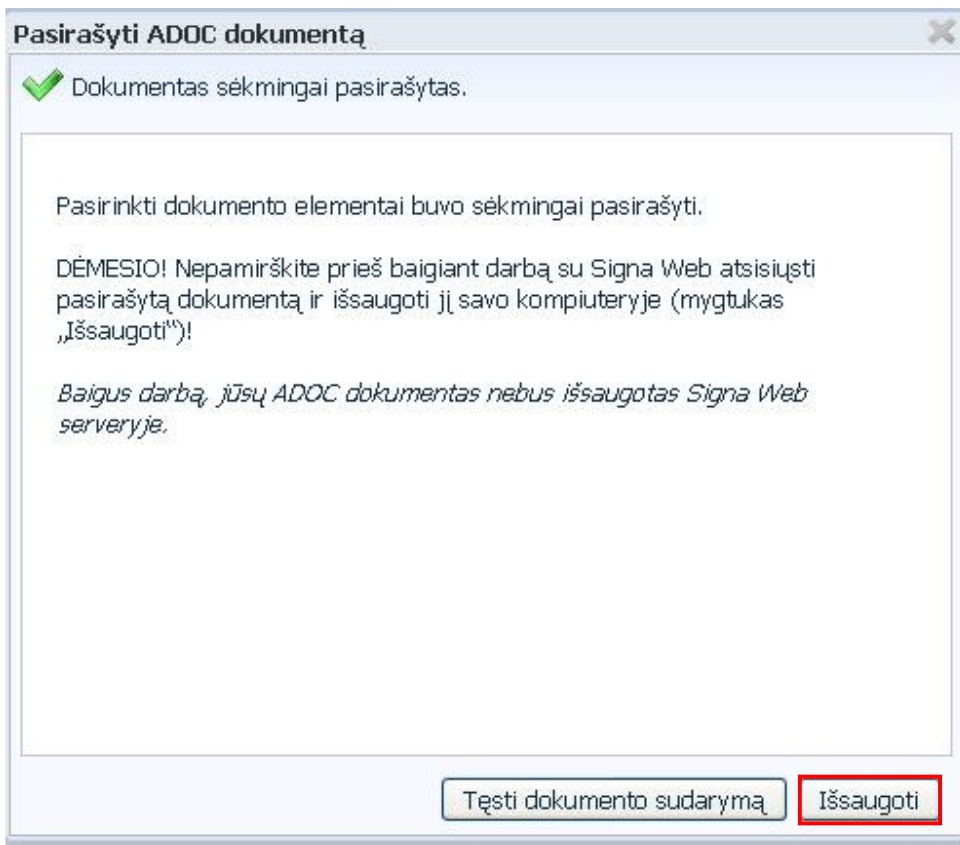 Pasirašyti ADOC dokumentą
Dokumentas sėkmingai pasirašytas.
Pasirinkti dokumento elementai buvo sėkmingai pasirašyti.
DĖMESIO! Nepamirškite prieš baigiant darbą su Signa Web atsisiųsti
pasirašytą dokumentą ir išsaugoti jį savo kompiuteryje (mygtukas
„Išsaugoti“)!
Baigus darbą, jūsų ADOC dokumentas nebus išsaugotas Signa Web
serveryje.
Tęsti dokumento sudarymą
Išsaugoti